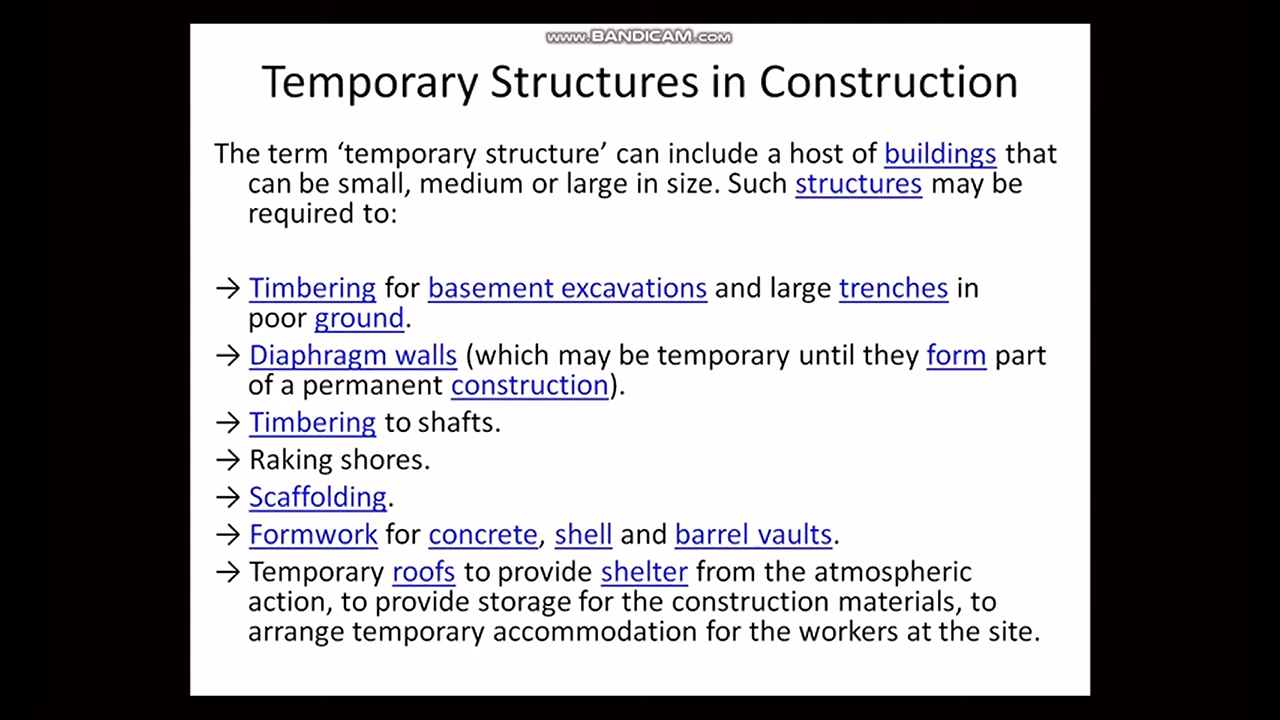 www.BANDICAM.com
Temporary Structures in Construction
The term ‘temporary structure’ can include a host of buildings that
can be small, medium or large in size. Such structures may be
required to:
→ Timbering for basement excavations and large trenches in
poor ground.
→ Diaphragm walls (which may be temporary until they form part
of a permanent construction).
→ Timbering to shafts.
→ Raking shores.
→ Scaffolding.
→ Formwork for concrete, shell and barrel vaults.
→ Temporary roofs to provide shelter from the atmospheric
action, to provide storage for the construction materials, to
arrange temporary accommodation for the workers at the site.